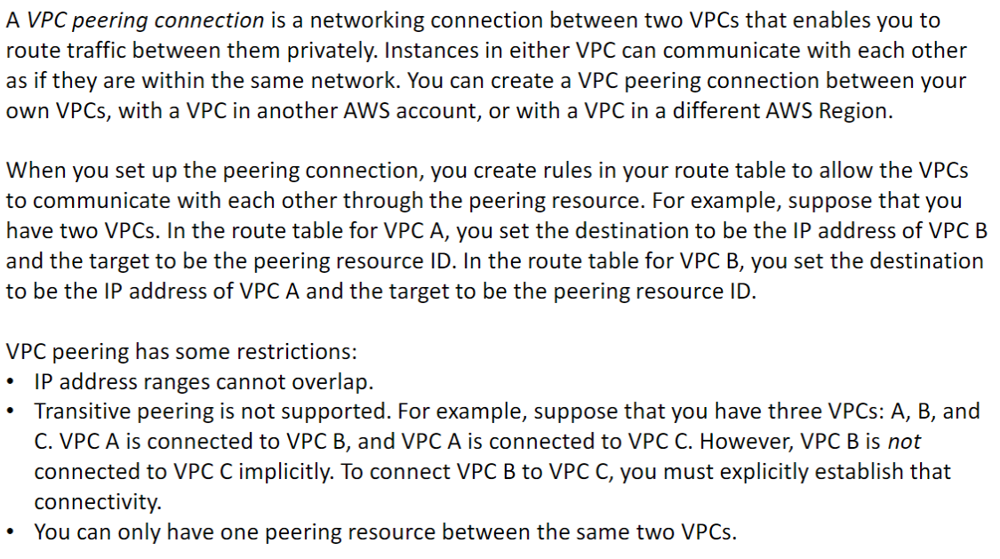 A VPC peering connection is a networking connection between two VPCs that enables you to
route traffic between them privately. Instances in either VPC can communicate with each other
as if they are within the same network. You can create a VPC peering connection between your
own VPCs, with a VPC in another AWS account, or with a VPC in a different AWS Region.
When you set up the peering connection, you create rules in your route table to allow the VPCs
to communicate with each other through the peering resource. For example, suppose that you
have two VPCs. In the route table for VPC A, you set the destination to be the IP address of VPC B
and the target to be the peering resource ID. In the route table for VPC B, you set the destination
to be the IP address of VPC A and the target to be the peering resource ID.
VPC peering has some restrictions:
• IP address ranges cannot overlap.
• Transitive peering is not supported. For example, suppose that you have three VPCs: A, B, and
C. VPC A is connected to VPC B, and VPC A is connected to VPC C. However, VPC B is not
connected to VPC C implicitly. To connect VPC B to VPC C, you must explicitly establish that
connectivity.
• You can only have one peering resource between the same two VPCs.